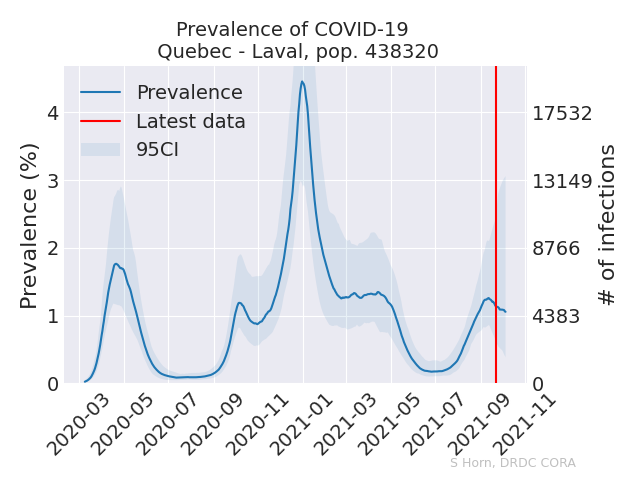 Prevalence of COVID-19
Quebec - Laval, pop. 438320
Prevalence
Latest data
95CI
Prevalence (%)
4
3
2
1
0
17532
13149
8766
4383
0
# of infections
2020-03
2020-05
2020-07
2020-09
2020-11
2021-01
2021-03
2021-05
2021-07
2021-09
2021-11
S Horn, DRDC CORA